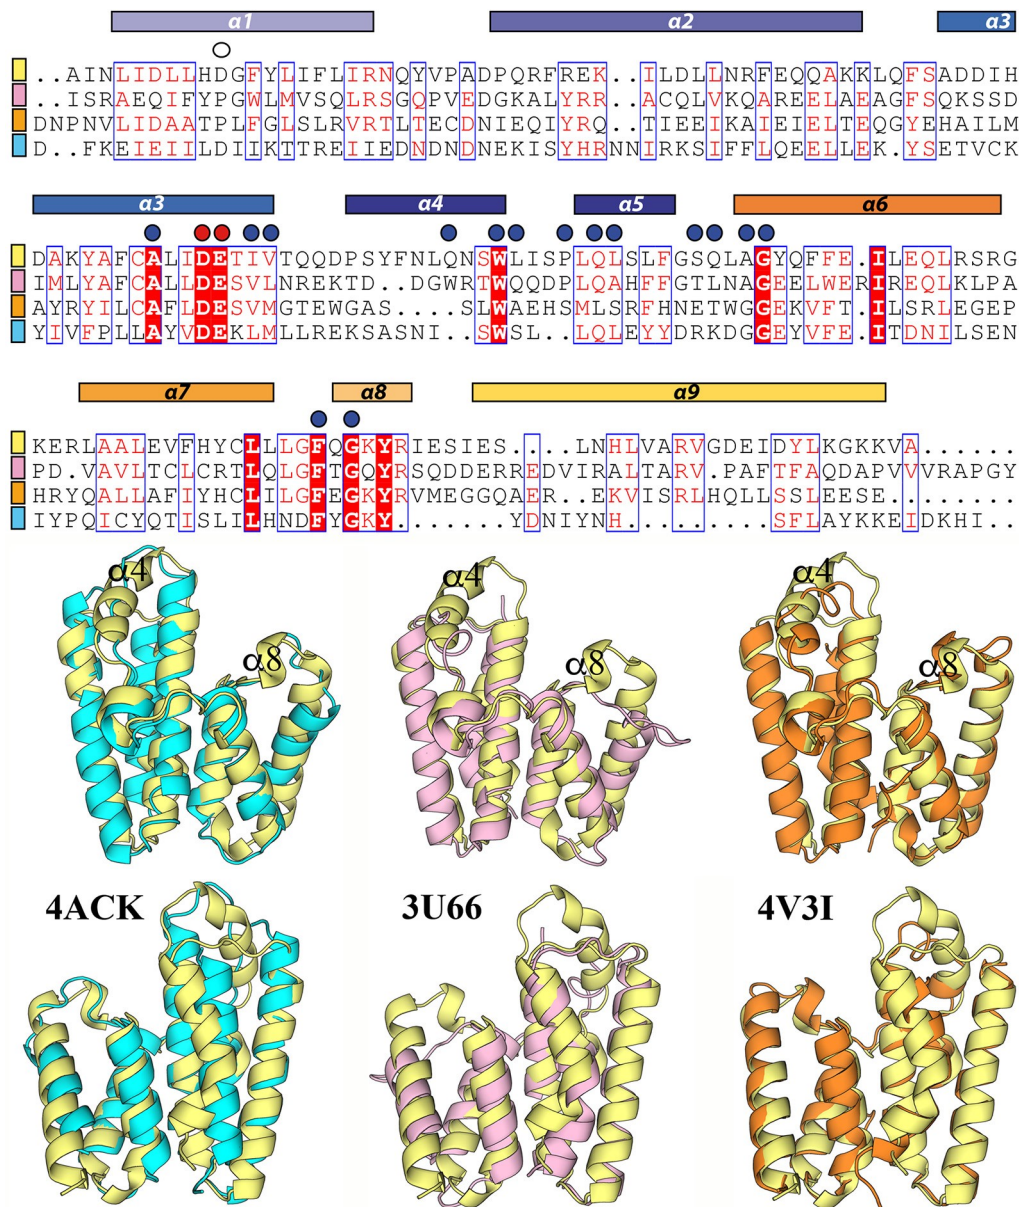 α1 α2 α3
..AINLIDLLHDGFYLIFLIRNQYVPADPQRFREK..ILDLLNRFEQQAKKLQFSADDIH
..ISRAEQIFYPGWLMVSQLRSGQPVEDGKALYRR..ACQLVKQAREELAEAGFSQKSSD
DNPNVLIDAATPLFGLSLRVRTLTECDNIEQIYRQ..TIEEIKAIEIELTEQGYEHAILM
D..FKEIEIILDIIKTTREIIEDNDNDNEKISYHRNNIRKSIFFLQEELLEK.YSETVCK
α3 α4 α5 α6
DAKYAFCALIDETIVTQQDPSYFNLQNSWLISPLQLSLFGSQLAGYQFFE.ILEQLRSRG
IMLYAFCALLDESVLNREKTD..DGWRTWQQDPLQAHFFGTLNAGEELWERIREQLKLPA
AYRYILCAFLDESVMGTEWGAS....SLWAEHSMLSRFHNETWGGEKVFT.ILSRLEGEP
YIVFPLLAYVDEKLMLLREKSASNI..SWSL..LQLEYYDRKDGGEYVFE.ITDNILSEN
α7 α8 α9
KERLAALEVFHYCLLLGFQGKYRIESIES....LNHLVARVGDEIDYLKGKKVA......
PD.VAVLTCLCRTLQLGFTGQYRSQDDERREDVIRALTARV.PAFTFAQDAPVVVRAPGY
HRYQALLAFIYHCLILGFEGKYRVMEGGQAER..EKVISRLHQLLSSLEESE........
IYPQICYQTISLILHNDFYGKY.......YDNIYNH.........SFLAYKKEIDKHI..
α4 α4 α4
α8 α8 α8
4ACK 3U66 4V3I